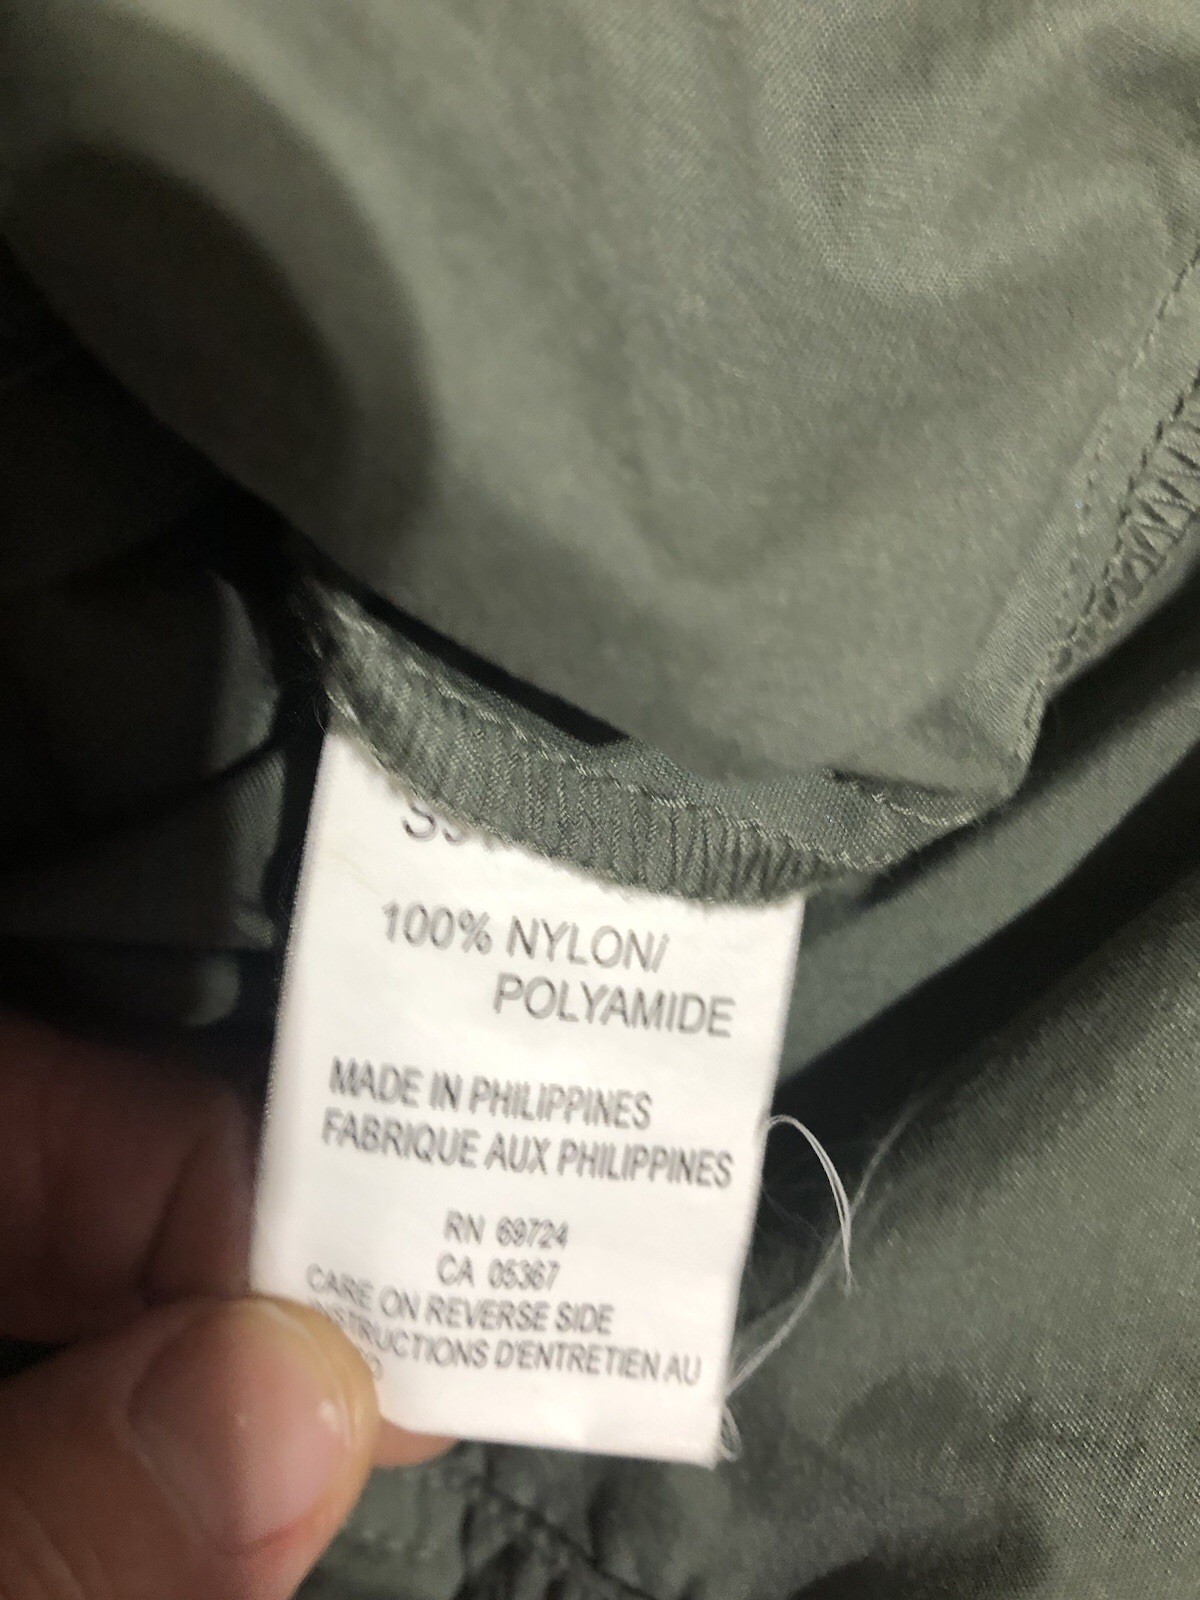 100% NYLON/
POLYAMIDE
MADE IN PHILIPPINES
FABRIQUE AUX PHILIPPINES
RN 69724
CA 05367
CARE ON REVERSE SIDE
INSTRUCTIONS D'ENTRETIEN AU